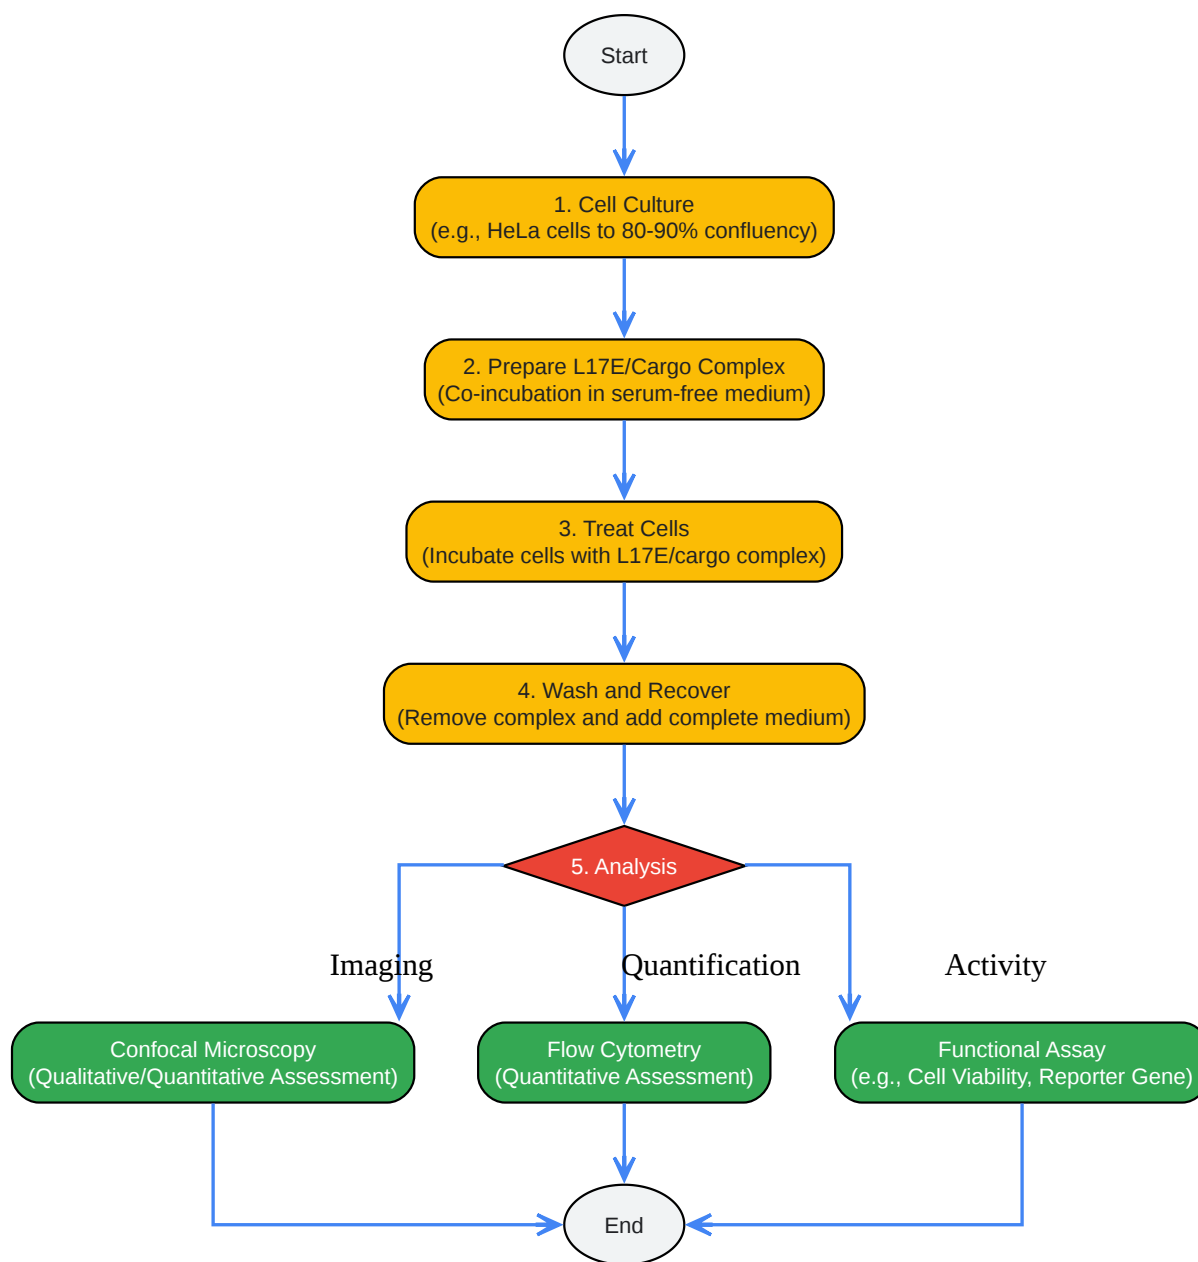 Start
1. Cell Culture
(e.g., HeLa cells to 80-90% confluency)
2. Prepare L17E/Cargo Complex
(Co-incubation in serum-free medium)
3. Treat Cells
(Incubate cells with L17E/cargo complex)
4. Wash and Recover
(Remove complex and add complete medium)
5. Analysis
Imaging
Quantification
Activity
Confocal Microscopy
(Qualitative/Quantitative Assessment)
Flow Cytometry
(Quantitative Assessment)
Functional Assay
(e.g., Cell Viability, Reporter Gene)
End